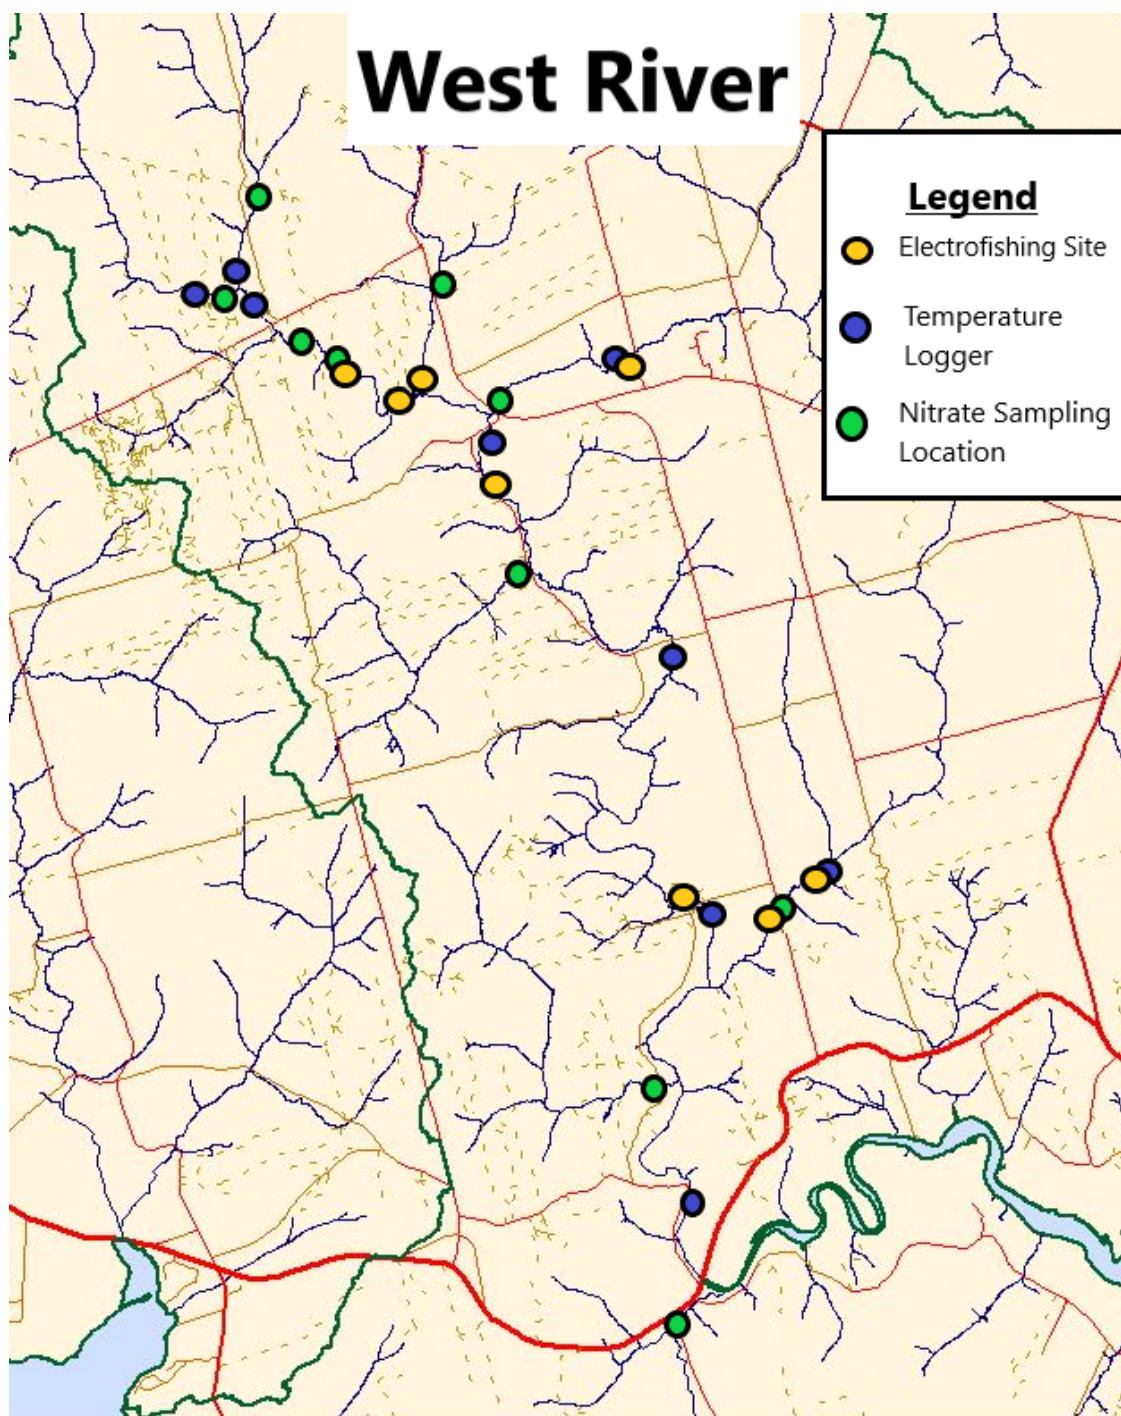 West River
Legend
Electrofishing Site
Temperature
Logger
Nitrate Sampling
Location